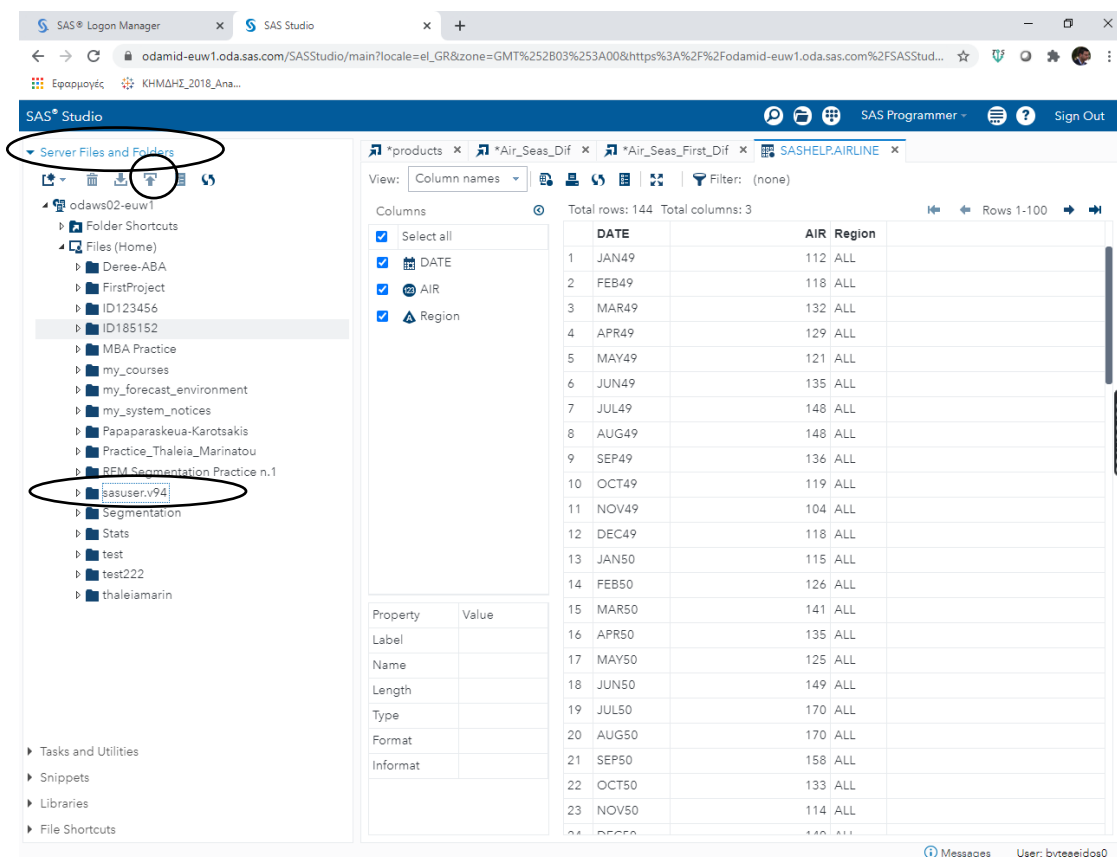 SAS® Logon Manager × SAS Studio × +
odamid-euw1.oda.sas.com/SASStudio/main?locale=el_GR&zone=GMT%252B03%253A00&https%3A%2F%2Fodamid-euw1.oda.sas.com%2FSASStud...
Εφαρμογές ΚΗΜΔΗΣ_2018_Ana...
SAS® Studio SAS Programmer Sign Out
Server Files and Folders
odaws02-euw1
Folder Shortcuts
Files (Home)
Deree-ABA
FirstProject
ID123456
ID185152
MBA Practice
my_courses
my_forecast_environment
my_system_notices
Papaparaskeua-Karotsakis
Practice_Thaleia_Marinatou
RFM Segmentation Practice n.1
sasuser.v94
Segmentation
Stats
test
test222
thaleiamarin
Tasks and Utilities
Snippets
Libraries
File Shortcuts
*products × *Air_Seas_Dif × *Air_Seas_First_Dif × SASHELP.AIRLINE ×
View: Column names Filter: (none)
Columns
Select all
DATE
AIR
Region
Property Value
Label
Name
Length
Type
Format
Informat
Total rows: 144 Total columns: 3 Rows 1-100
DATE AIR Region
1 JAN49 112 ALL
2 FEB49 118 ALL
3 MAR49 132 ALL
4 APR49 129 ALL
5 MAY49 121 ALL
6 JUN49 135 ALL
7 JUL49 148 ALL
8 AUG49 148 ALL
9 SEP49 136 ALL
10 OCT49 119 ALL
11 NOV49 104 ALL
12 DEC49 118 ALL
13 JAN50 115 ALL
14 FEB50 126 ALL
15 MAR50 141 ALL
16 APR50 135 ALL
17 MAY50 125 ALL
18 JUN50 149 ALL
19 JUL50 170 ALL
20 AUG50 170 ALL
21 SEP50 158 ALL
22 OCT50 133 ALL
23 NOV50 114 ALL
24 DEC50 140 ALL
Messages User: byteaeidos0